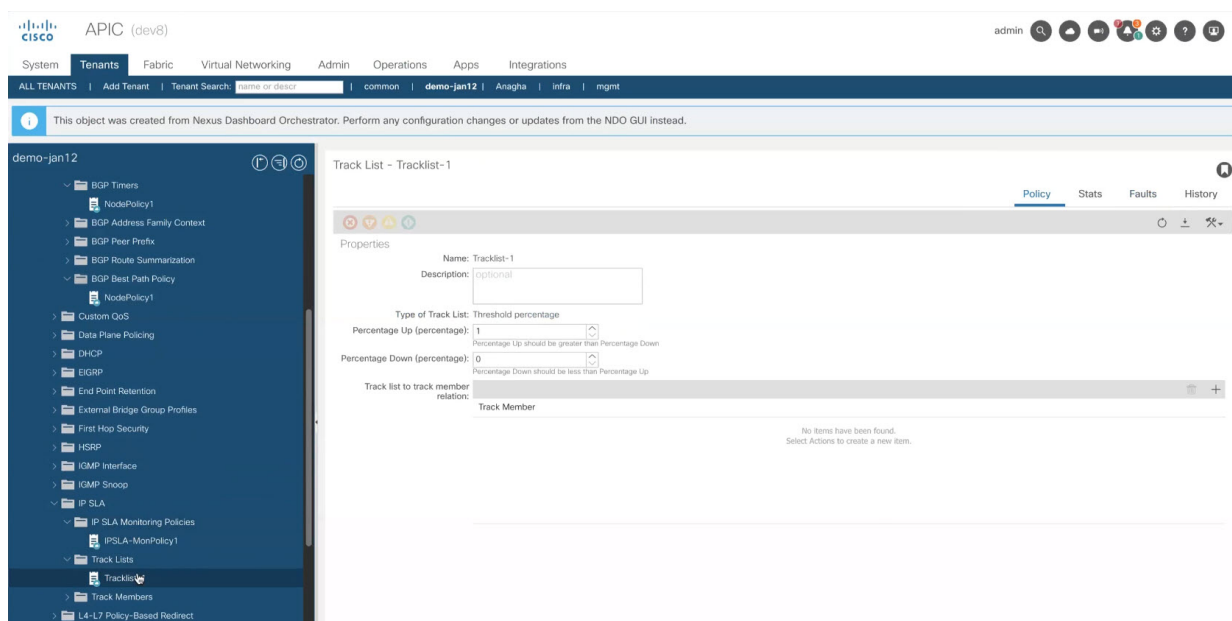 CISCO
APIC (dev8)
admin
System Tenants Fabric Virtual Networking Admin Operations Apps Integrations
ALL TENANTS | Add Tenant | Tenant Search: name or descr | common | demo-jan12 | Anagha | infra | mgmt
This object was created from Nexus Dashboard Orchestrator. Perform any configuration changes or updates from the NDO GUI instead.
demo-jan12
BGP Timers
NodePolicy1
BGP Address Family Context
BGP Peer Prefix
BGP Route Summarization
BGP Best Path Policy
NodePolicy1
Custom QoS
Data Plane Policing
DHCP
EIGRP
End Point Retention
External Bridge Group Profiles
First Hop Security
HSRP
IGMP Interface
IGMP Snoop
IP SLA
IP SLA Monitoring Policies
IPSLA-MonPolicy1
Track Lists
Track Members
L4-L7 Policy-Based Redirect
Track List - Tracklist-1
Policy Stats Faults History
Properties
Name: Tracklist-1
Description: optional
Type of Track List: Threshold percentage
Percentage Up (percentage): 1
Percentage Up should be greater than Percentage Down
Percentage Down (percentage): 0
Percentage Down should be less than Percentage Up
Track list to track member
relation:
Track Member
No items have been found.
Select Actions to create a new item.